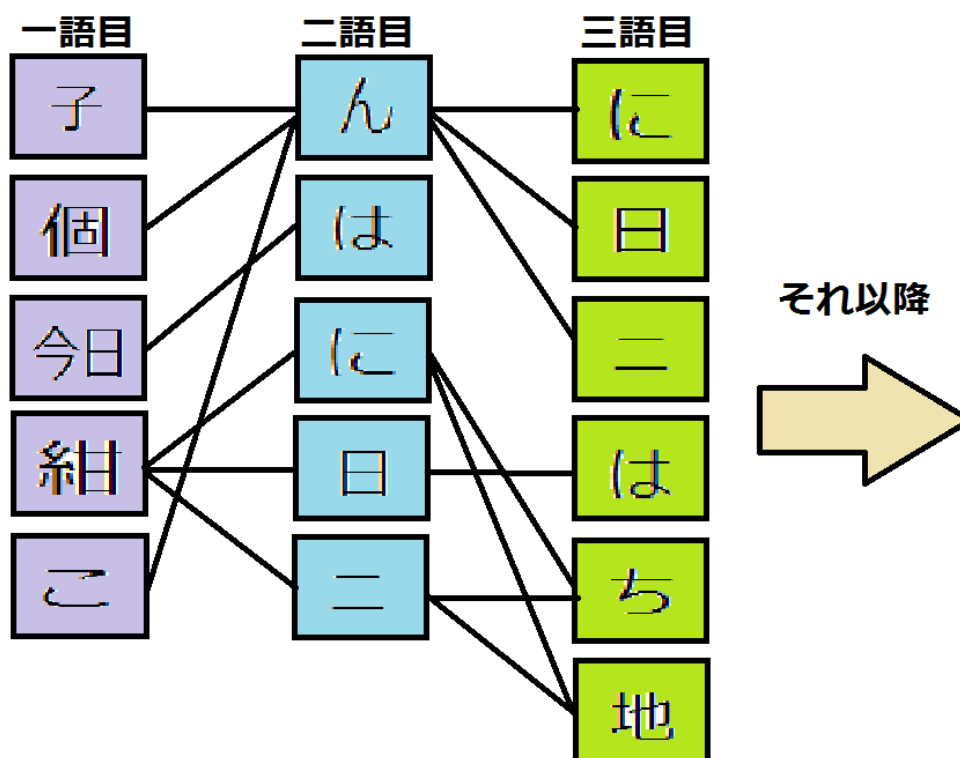 一語目
子
個
今日
紺
こ
二語目
ん
は
に
日
二
三語目
に
日
二
は
ち
地
それ以降